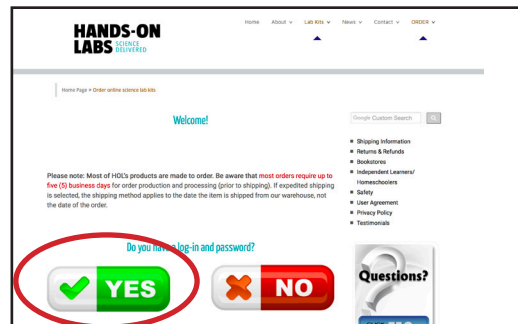 HANDS-ON
LABS SCIENCE DELIVERED
Home About Lab Kits News Contact ORDER
Home Page > Order online science lab kits
Welcome!
Please note: Most of HOL's products are made to order. Be aware that most orders require up to
five (5) business days for order production and processing (prior to shipping). If expedited shipping
is selected, the shipping method applies to the date the item is shipped from our warehouse, not
the date of the order.
Do you have a log-in and password?
YES
NO
Google Custom Search
Shipping Information
Returns & Refunds
Bookstores
Independent Learners/
Homeschoolers
Safety
User Agreement
Privacy Policy
Testimonials
Questions?